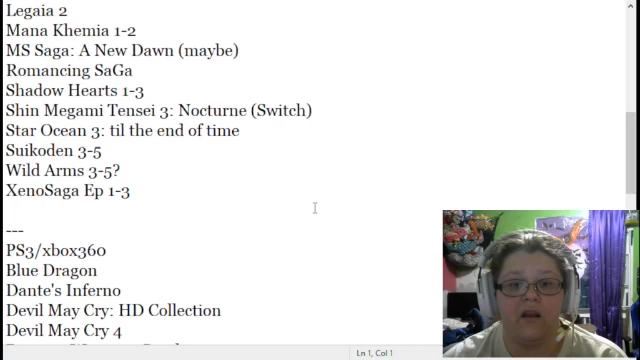 Legaia 2
Mana Khemia 1-2
MS Saga: A New Dawn (maybe)
Romancing SaGa
Shadow Hearts 1-3
Shin Megami Tensei 3: Nocturne (Switch)
Star Ocean 3: til the end of time
Suikoden 3-5
Wild Arms 3-5?
XenoSaga Ep 1-3
---
PS3/xbox360
Blue Dragon
Dante's Inferno
Devil May Cry: HD Collection
Devil May Cry 4
Ln 1, Col 1